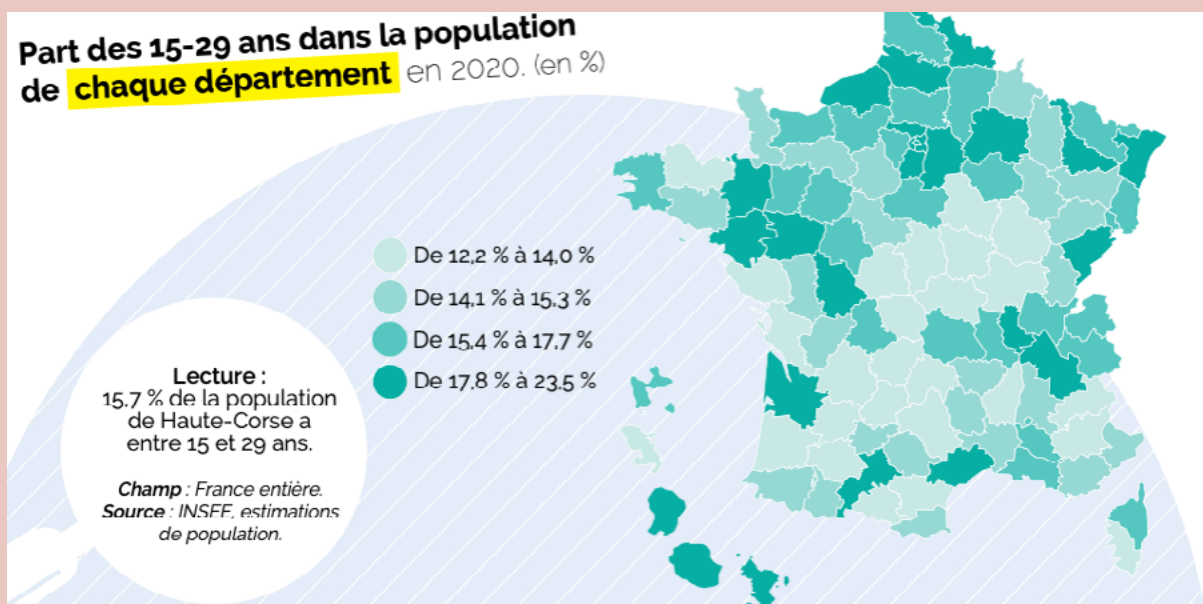 Part des 15-29 ans dans la population
de chaque département en 2020. (en %)
De 12,2 % à 14,0 %
De 14,1 % à 15,3 %
De 15,4 % à 17,7 %
De 17,8 % à 23,5 %
Lecture :
15,7 % de la population
de Haute-Corse a
entre 15 et 29 ans.
Champ : France entière.
Source : INSEE, estimations
de population.